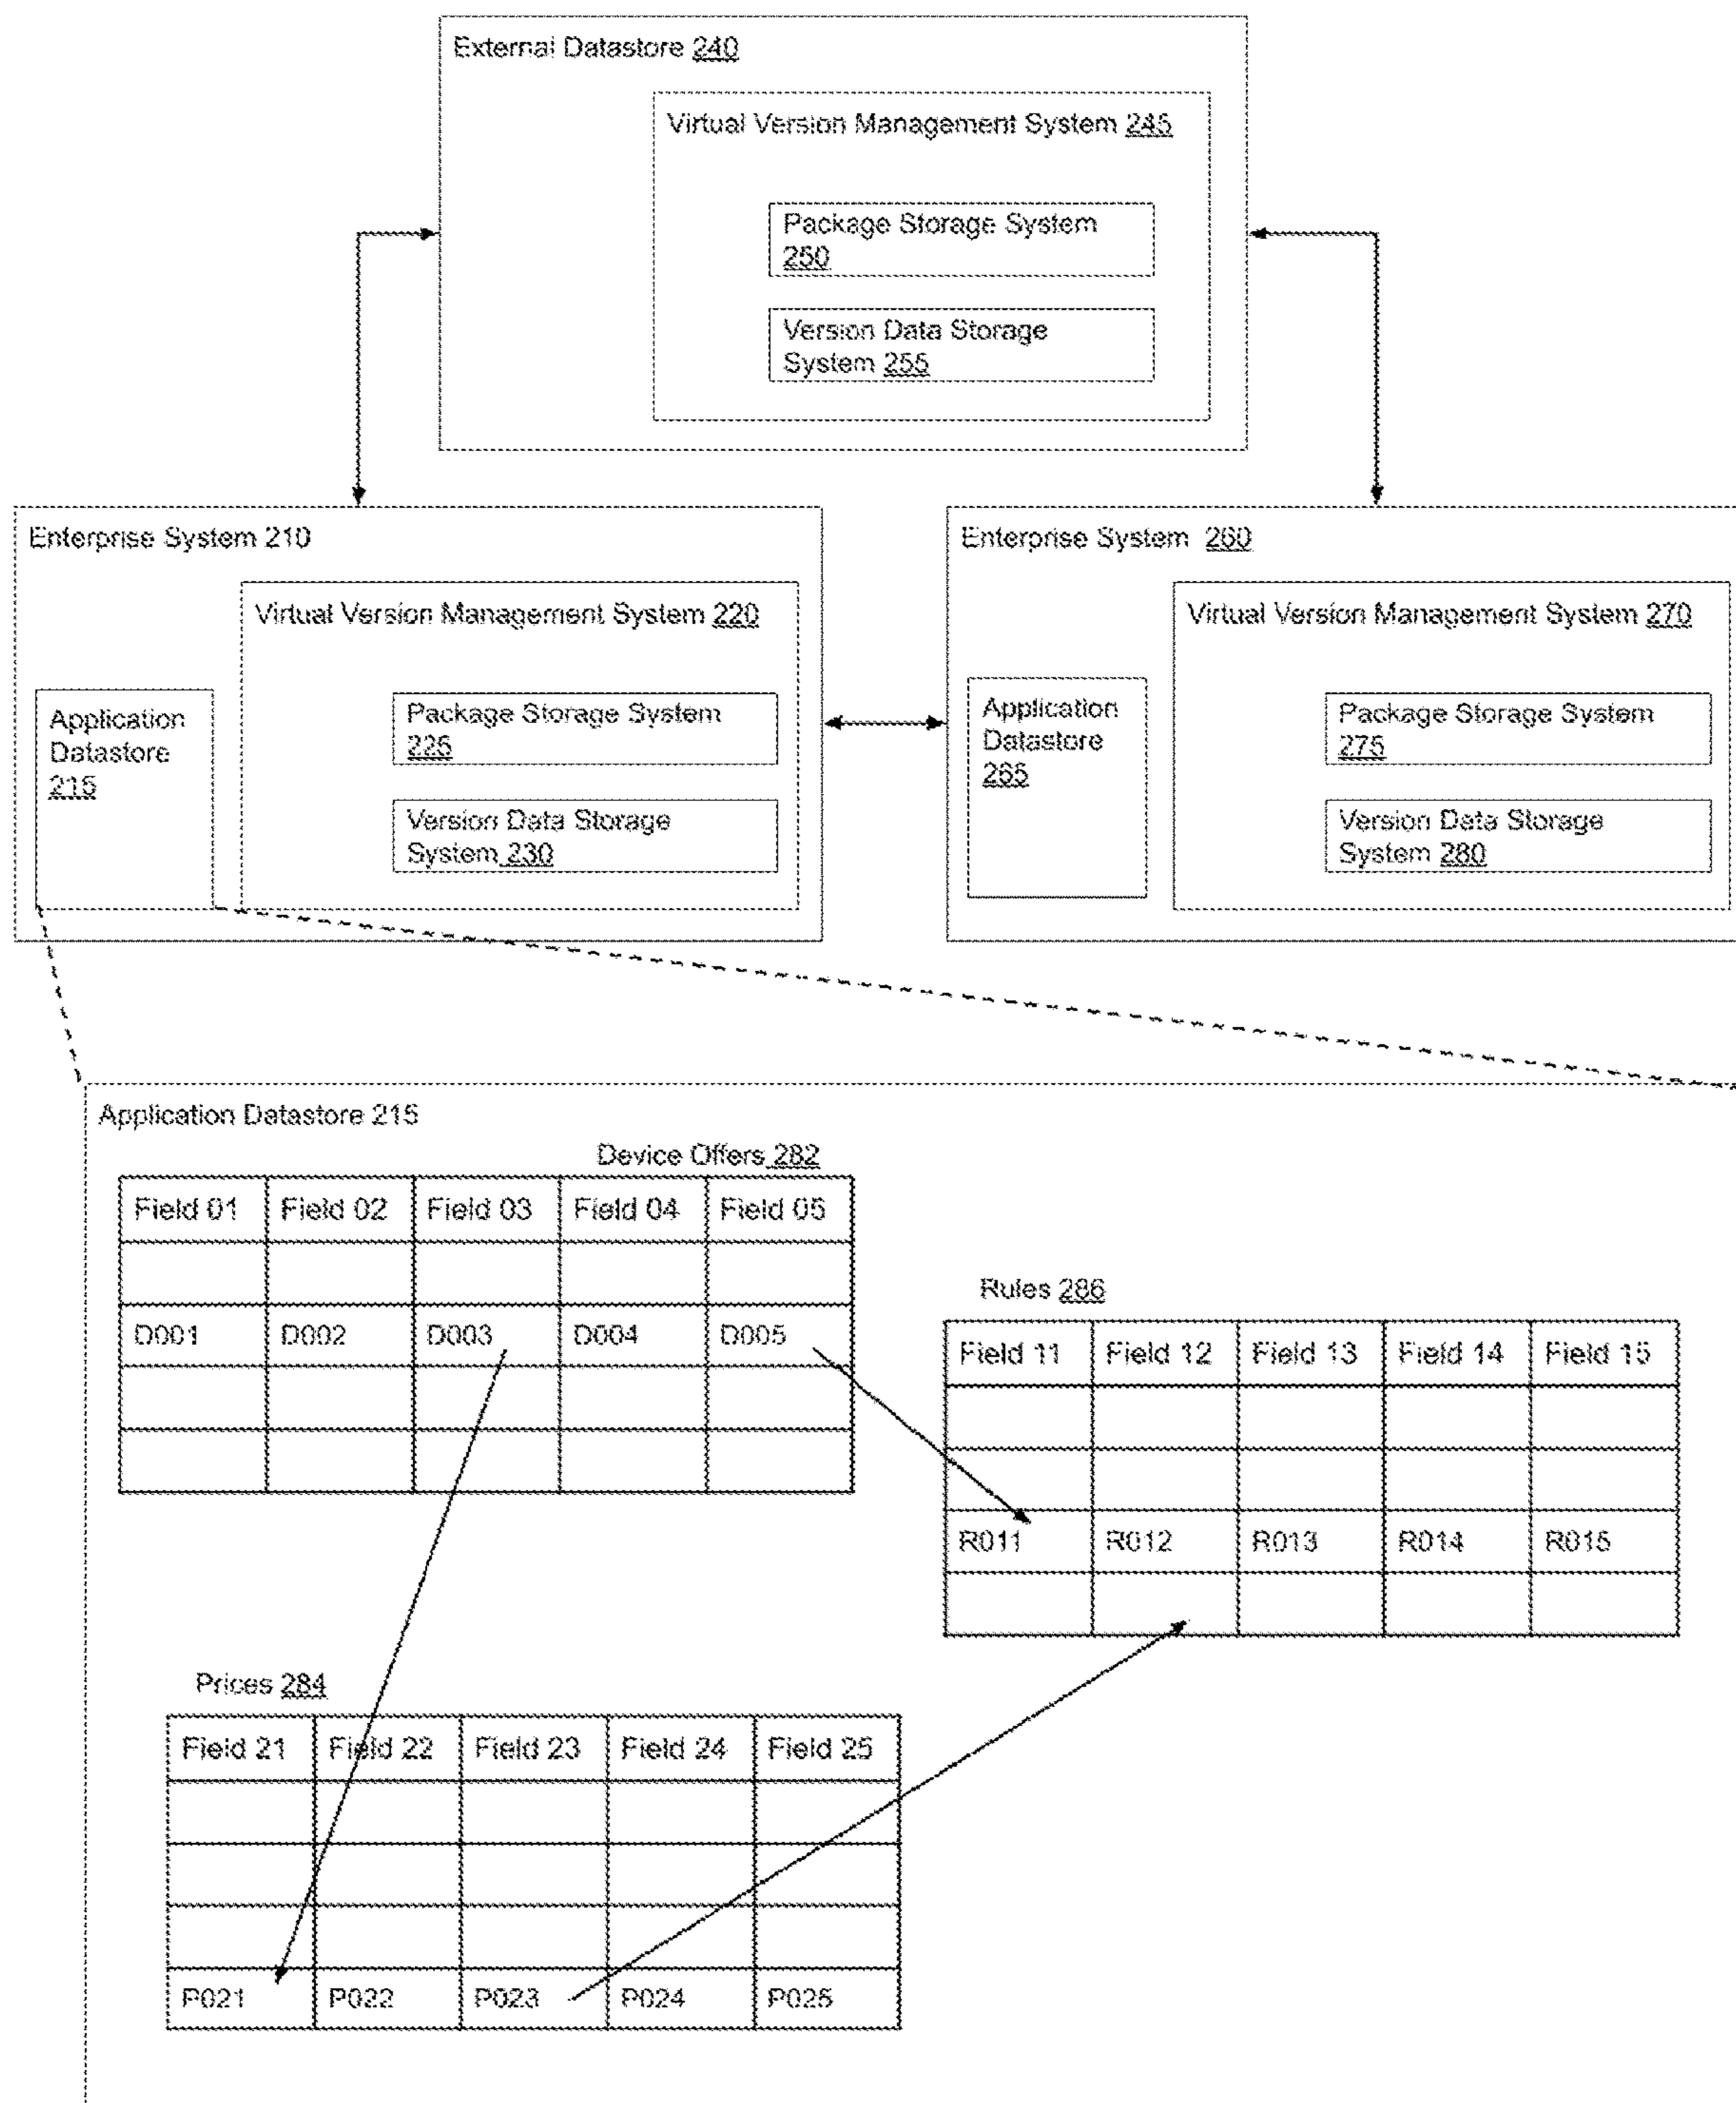 External Datastore 240
Virtual Version Management System 245
Package Storage System
250
Version Data Storage
System 255
Enterprise System 210
Virtual Version Management System 220
Application
Datastore
215
Package Storage System
225
Version Data Storage
System 230
Enterprise System 260
Virtual Version Management System 270
Application
Datastore
265
Package Storage System
275
Version Data Storage
System 280
Application Datastore 215
Device Offers 282
Field 01 Field 02 Field 03 Field 04 Field 05
D001 D002 D003 D004 D005
Rules 286
Field 11 Field 12 Field 13 Field 14 Field 15
R011 R012 R013 R014 R015
Prices 284
Field 21 Field 22 Field 23 Field 24 Field 25
P021 P022 P023 P024 P025